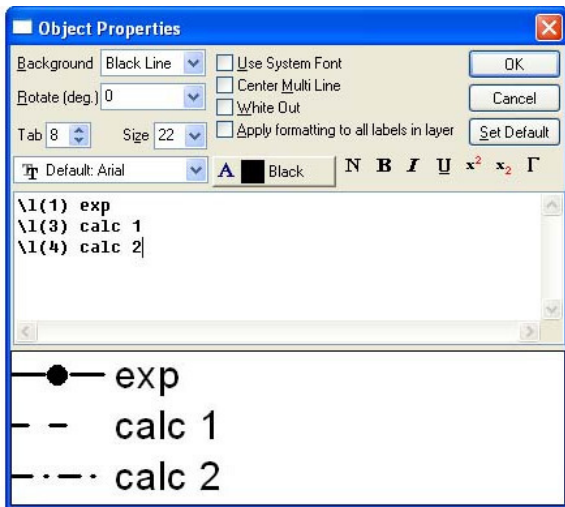 Object Properties
Background Black Line Use System Font OK
Center Multi Line
Rotate (deg.) 0 White Out Cancel
Tab 8 Size 22 Apply formatting to all labels in layer Set Default
Default: Arial A Black N B I U x² x₂ Γ
\l(1) exp
\l(3) calc 1
\l(4) calc 2
exp
calc 1
calc 2